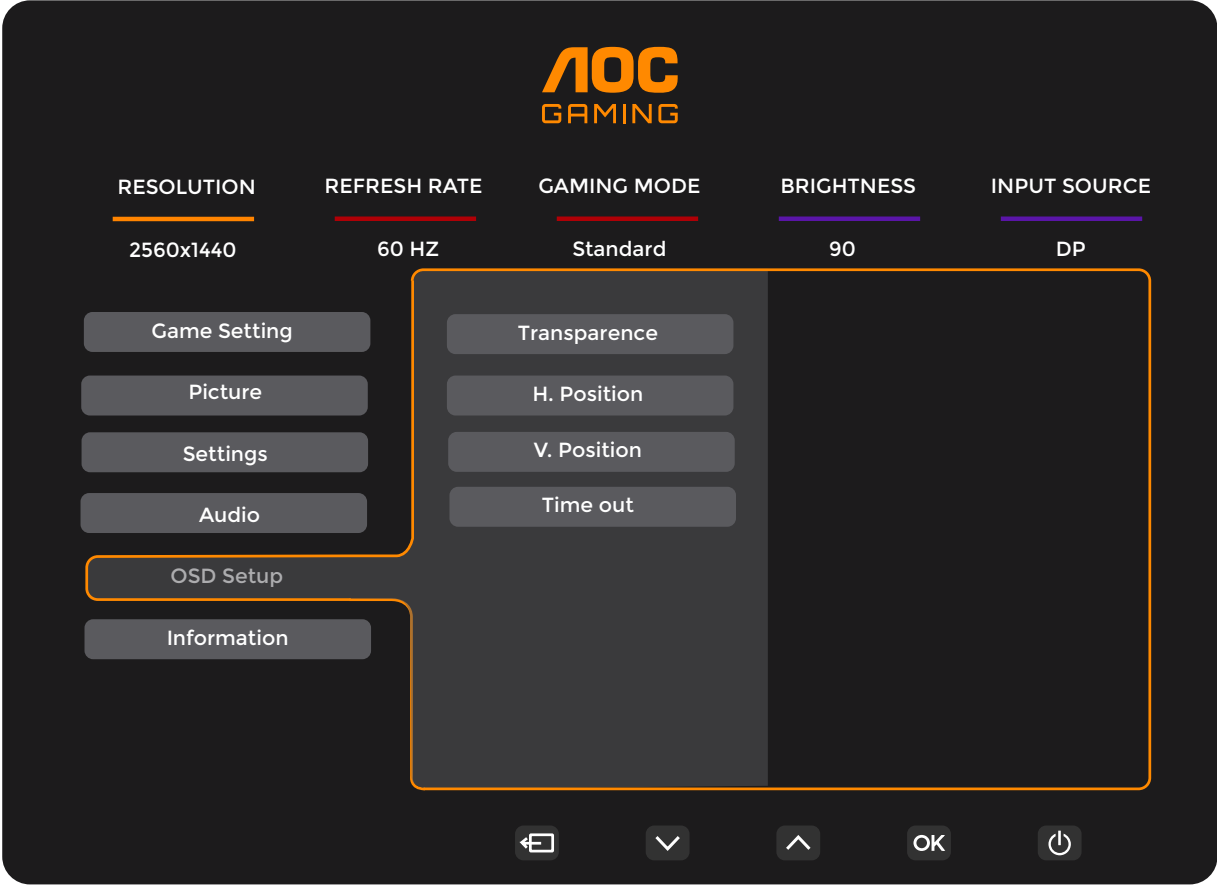 AOC
GAMING
RESOLUTION REFRESH RATE GAMING MODE BRIGHTNESS INPUT SOURCE
2560x1440 60 HZ Standard 90 DP
Game Setting
Picture
Settings
Audio
OSD Setup
Information
Transparence
H. Position
V. Position
Time out
OK